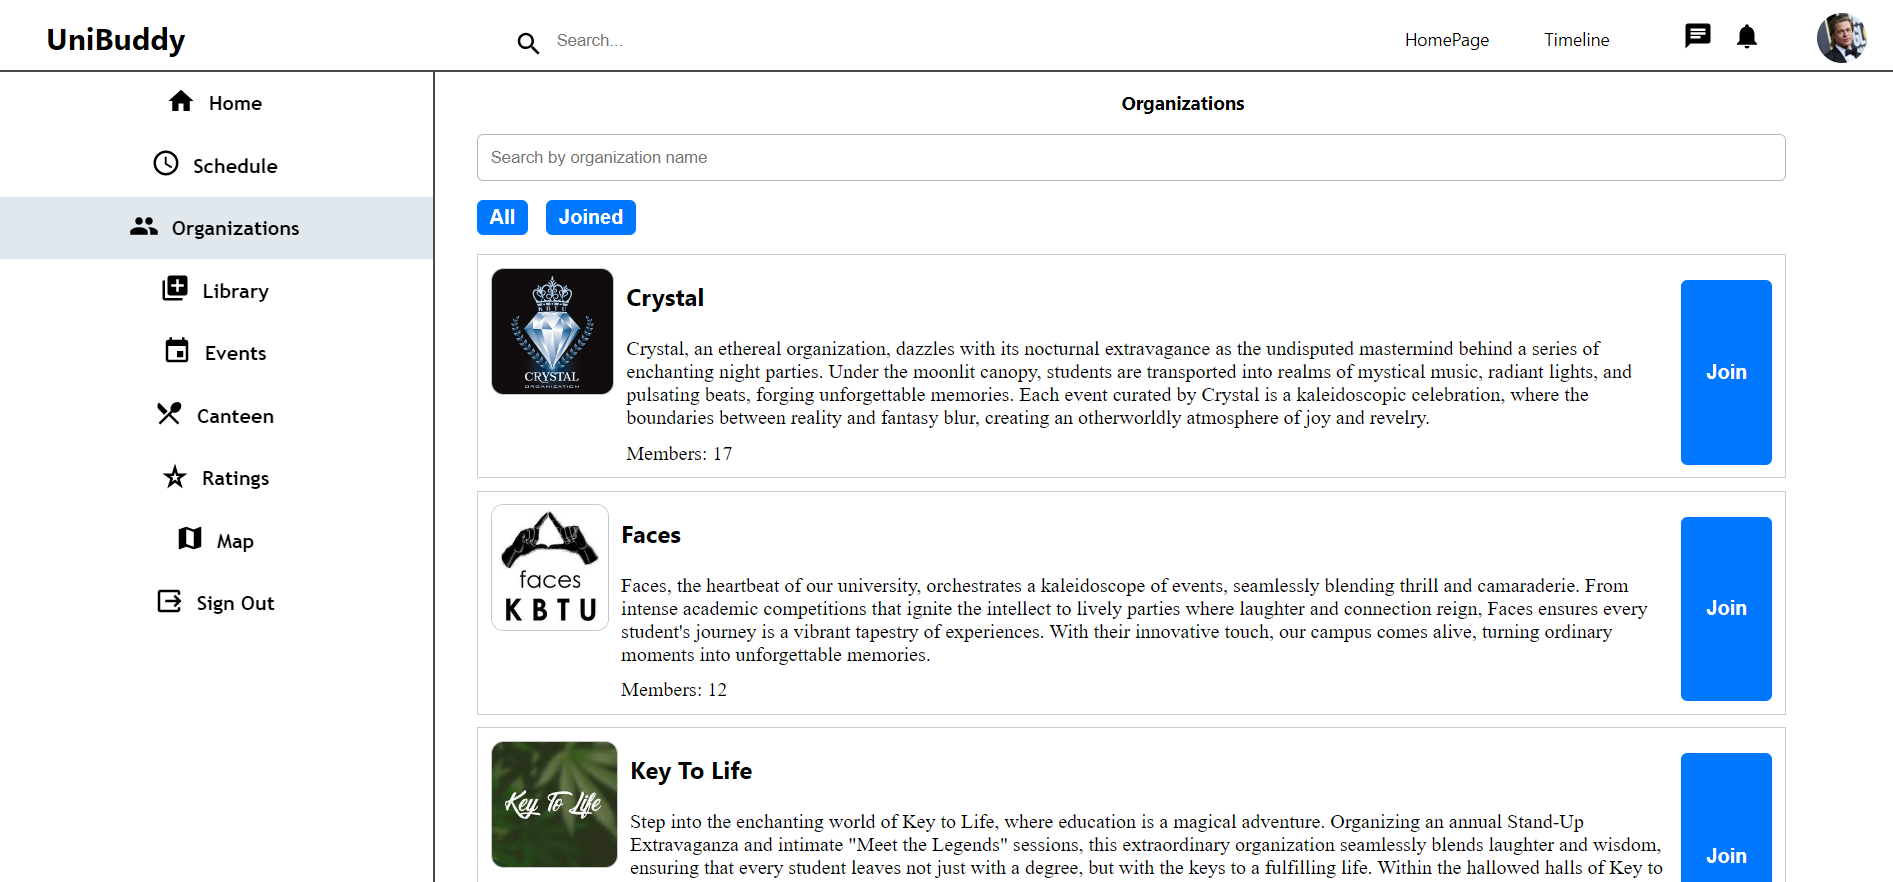 UniBuddy
Search...
HomePage
Timeline
Home
Schedule
Organizations
Library
Events
Canteen
Ratings
Map
Sign Out
Organizations
Search by organization name
All
Joined
KBTU
CRYSTAL
ORGANIZATION
Crystal
Crystal, an ethereal organization, dazzles with its nocturnal extravagance as the undisputed mastermind behind a series of
enchanting night parties. Under the moonlit canopy, students are transported into realms of mystical music, radiant lights, and
pulsating beats, forging unforgettable memories. Each event curated by Crystal is a kaleidoscopic celebration, where the
boundaries between reality and fantasy blur, creating an otherworldly atmosphere of joy and revelry.
Members: 17
Join
faces
KBTU
Faces
Faces, the heartbeat of our university, orchestrates a kaleidoscope of events, seamlessly blending thrill and camaraderie. From
intense academic competitions that ignite the intellect to lively parties where laughter and connection reign, Faces ensures every
student's journey is a vibrant tapestry of experiences. With their innovative touch, our campus comes alive, turning ordinary
moments into unforgettable memories.
Members: 12
Join
Key To Life
Key To Life
Step into the enchanting world of Key to Life, where education is a magical adventure. Organizing an annual Stand-Up
Extravaganza and intimate "Meet the Legends" sessions, this extraordinary organization seamlessly blends laughter and wisdom,
ensuring that every student leaves not just with a degree, but with the keys to a fulfilling life. Within the hallowed halls of Key to
Join